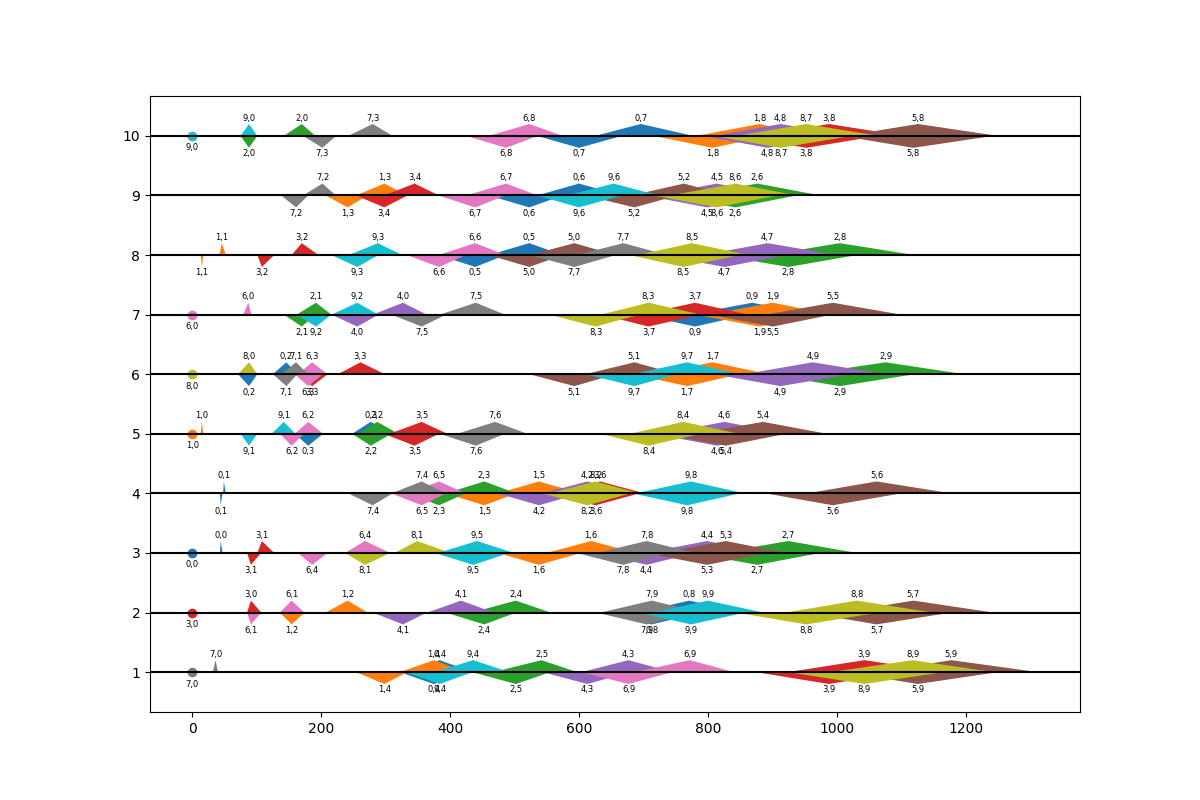 9,0 2,0 7,3 6,8 0,7 1,8 4,8 8,7 3,8 5,8
10
9,0 2,0 7,3 6,8 0,7 1,8 4,8 8,7 3,8 5,8
7,2 1,3 3,4 6,7 0,6 9,6 5,2 4,5 8,6 2,6
9
7,2 1,3 3,4 6,7 0,6 9,6 5,2 4,5 8,6 2,6
1,1 3,2 9,3 6,6 0,5 5,0 7,7 8,5 4,7 2,8
8
1,1 3,2 9,3 6,6 0,5 5,0 7,7 8,5 4,7 2,8
6,0 2,1 9,2 4,0 7,5 8,3 3,7 0,9 1,9 5,5
7
6,0 2,1 9,2 4,0 7,5 8,3 3,7 0,9 1,9 5,5
8,0 0,2 7,1 6,3 3,3 5,1 9,7 1,7 4,9 2,9
6
8,0 0,2 7,1 6,3 3,3 5,1 9,7 1,7 4,9 2,9
1,0 9,1 6,2 0,3 2,2 3,5 7,6 8,4 4,6 5,4
5
1,0 9,1 6,2 0,3 2,2 3,5 7,6 8,4 4,6 5,4
0,1 7,4 6,5 2,3 1,5 4,2 8,2 3,6 9,8 5,6
4
0,1 7,4 6,5 2,3 1,5 4,2 8,2 3,6 9,8 5,6
0,0 3,1 6,4 8,1 9,5 1,6 7,8 4,4 5,3 2,7
3
0,0 3,1 6,4 8,1 9,5 1,6 7,8 4,4 5,3 2,7
3,0 6,1 1,2 4,1 2,4 7,9 0,8 9,9 8,8 5,7
2
3,0 6,1 1,2 4,1 2,4 7,9 0,8 9,9 8,8 5,7
7,0 1,4 0,4 9,4 2,5 4,3 6,9 3,9 8,9 5,9
1
7,0 1,4 0,4 9,4 2,5 4,3 6,9 3,9 8,9 5,9
0 200 400 600 800 1000 1200